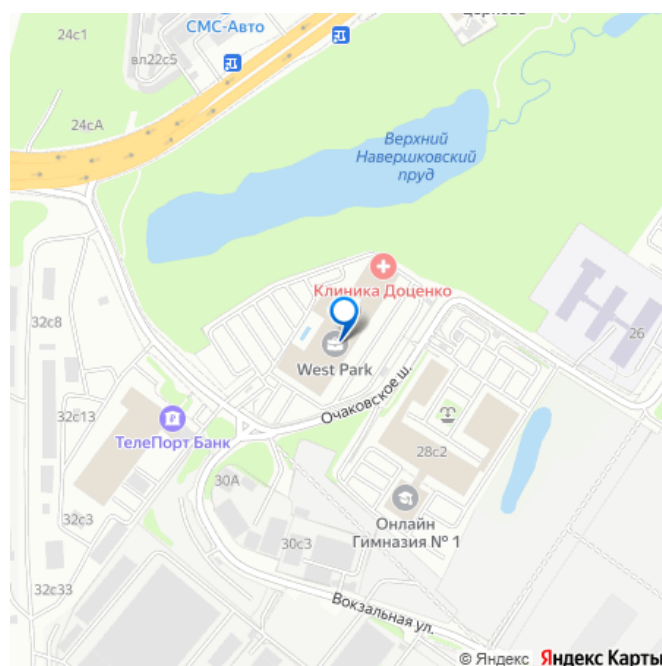 24с1
СМС-Авто
вл22с5
24сА
Верхний
Навершковский
пруд
Клиника Доценко
32с8
26
West Park
Очаковское ш.
32с13
ТелеПорт Банк
28с2
30А
Онлайн
Гимназия № 1
32с3
30с3
32с33
Вокзальная ул.
© Яндекс Яндекс Карты